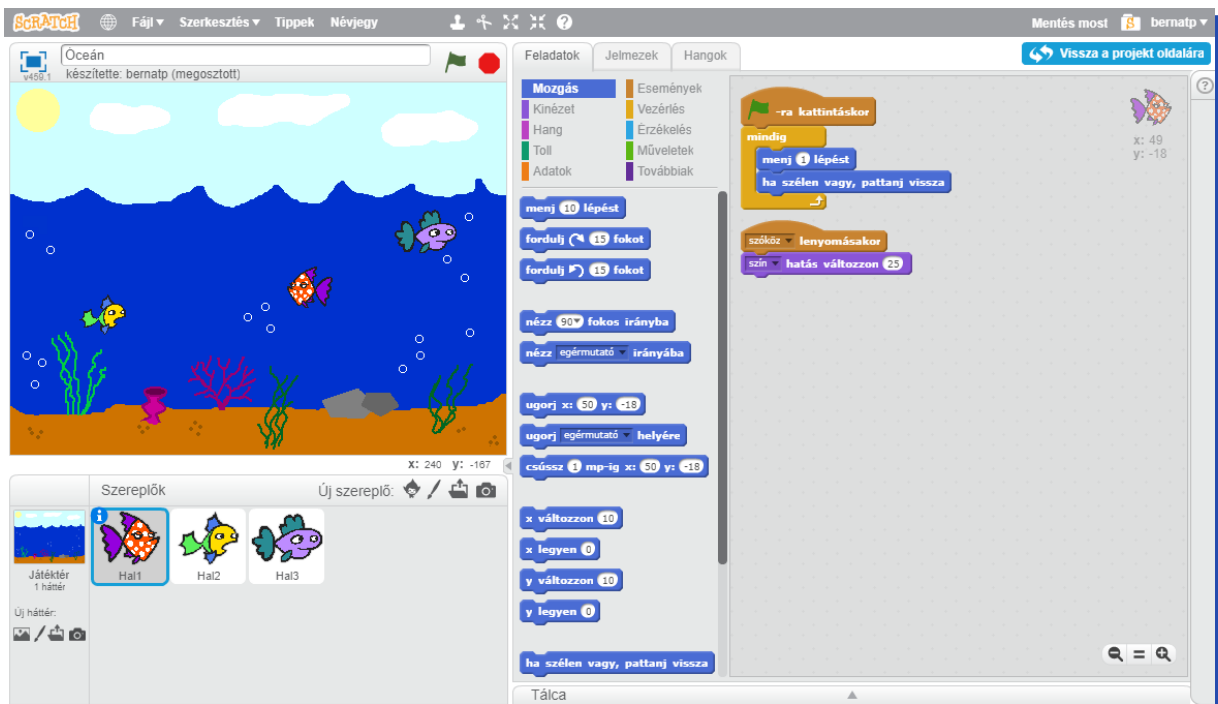 SCRATCH Fájl▼ Szerkesztés▼ Tippek Névjegy Mentés most bernatp▼
Óceán
készítette: bernatp (megosztott)
v459.1
Feladatok Jelmezek Hangok
Vissza a projekt oldalára
Mozgás Események
Kinézet Vezérlés
Hang Érzékelés
Toll Műveletek
Adatok Továbbiak
menj 10 lépést
fordulj 15 fokot
fordulj 15 fokot
nézz 90▼ fokos irányba
nézz egérmutató irányába
ugorj x: 50 y: -18
ugorj egérmutató helyére
csússz 1 mp-ig x: 50 y: -18
x változzon 10
x legyen 0
y változzon 10
y legyen 0
ha szélen vagy, pattanj vissza
-ra kattintáskor
mindig
menj 1 lépést
ha szélen vagy, pattanj vissza
szóköz lenyomásakor
szín hatás változzon 25
x: 49
y: -18
X: 240 y: -167
Szereplők Új szereplő:
Játéktér
1 háttér
Új háttér:
Hal1 Hal2 Hal3
Tálca